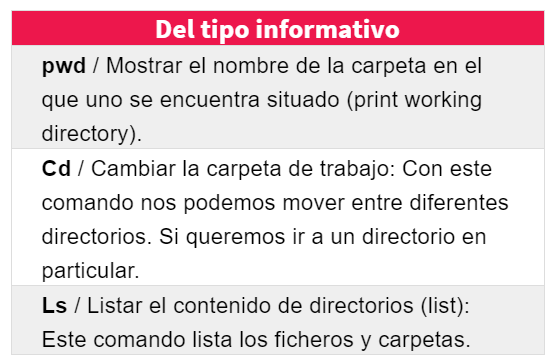 Del tipo informativo
pwd / Mostrar el nombre de la carpeta en el
que uno se encuentra situado (print working
directory).
Cd / Cambiar la carpeta de trabajo: Con este
comando nos podemos mover entre diferentes
directorios. Si queremos ir a un directorio en
particular.
Ls / Listar el contenido de directorios (list):
Este comando lista los ficheros y carpetas.